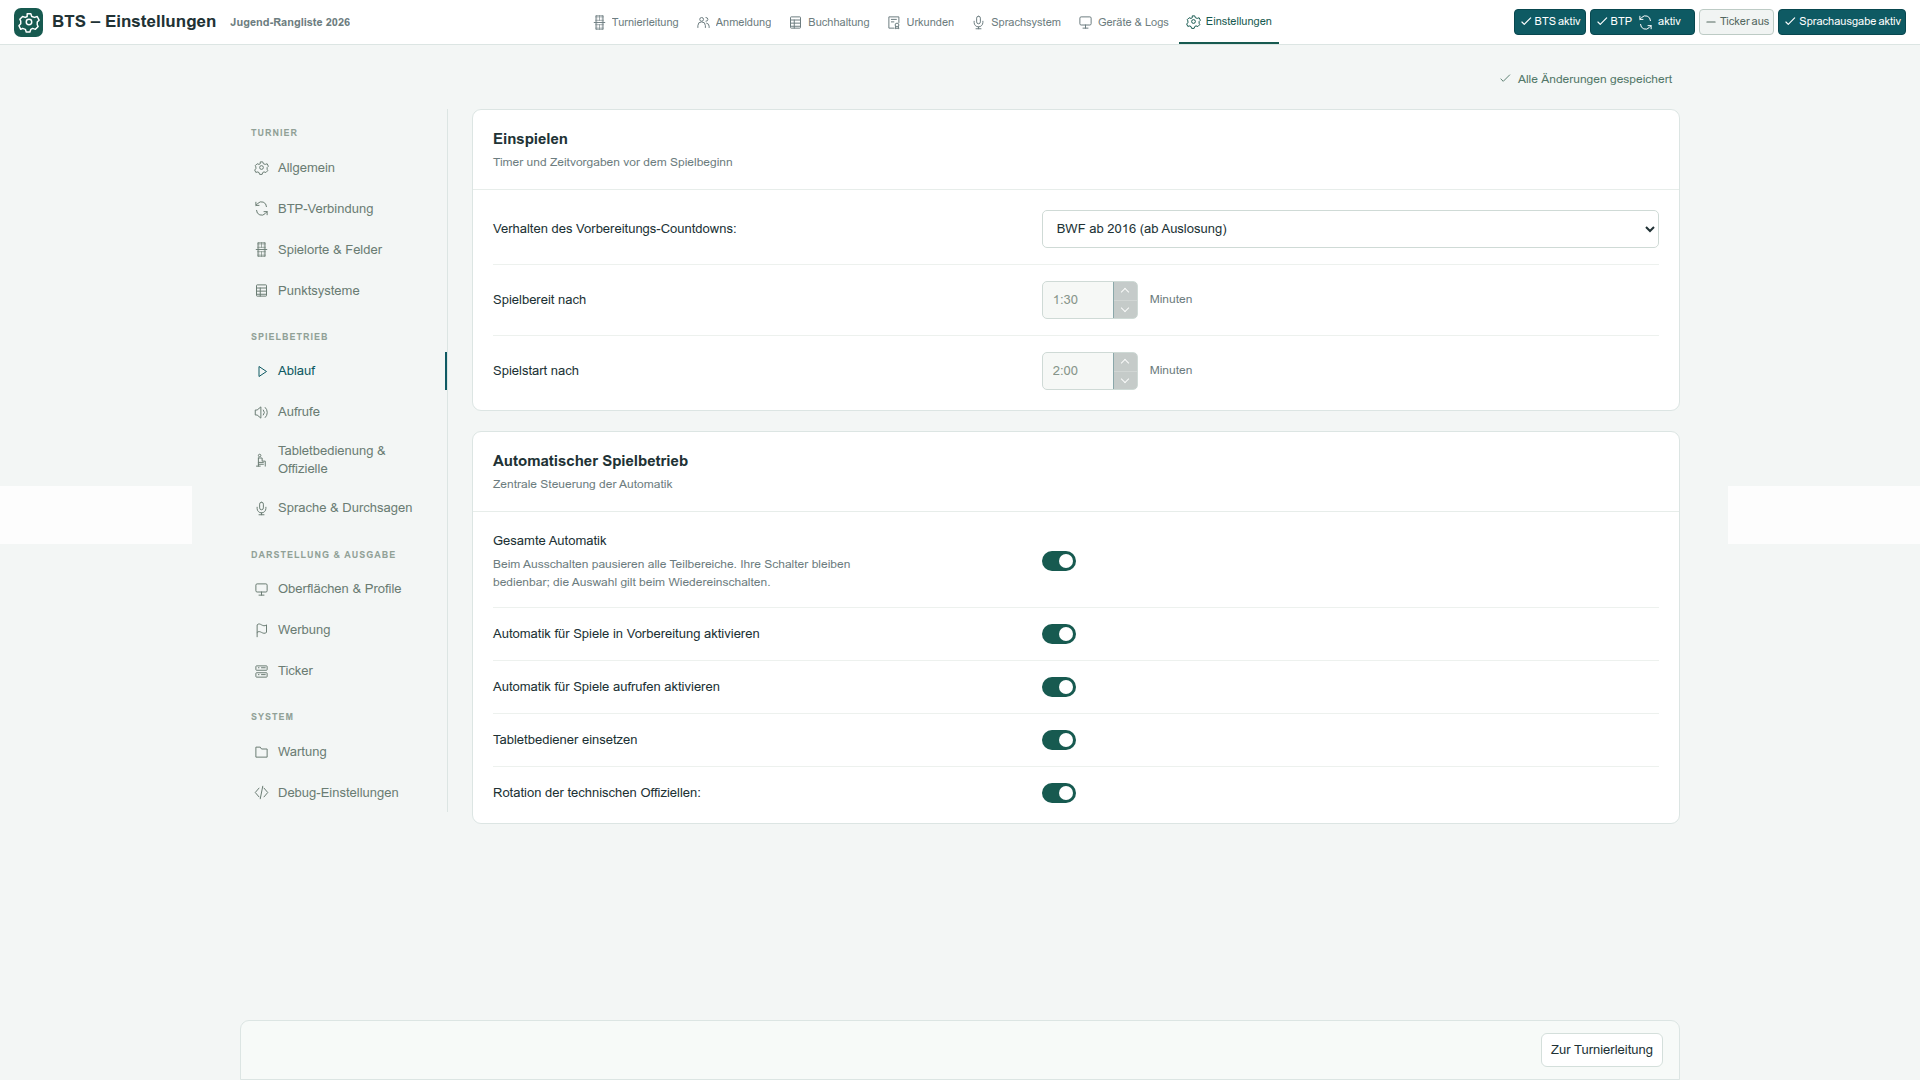 BTS – Einstellungen
Jugend-Rangliste 2026
Turnierleitung
Anmeldung
Buchhaltung
Urkunden
Sprachsystem
Geräte & Logs
Einstellungen
BTS aktiv
BTP aktiv
Ticker aus
Sprachausgabe aktiv
Alle Änderungen gespeichert
TURNIER
Allgemein
BTP-Verbindung
Spielorte & Felder
Punktsysteme
SPIELBETRIEB
Ablauf
Aufrufe
Tabletbedienung &
Offizielle
Sprache & Durchsagen
DARSTELLUNG & AUSGABE
Oberflächen & Profile
Werbung
Ticker
SYSTEM
Wartung
Debug-Einstellungen
Einspielen
Timer und Zeitvorgaben vor dem Spielbeginn
Verhalten des Vorbereitungs-Countdowns:
BWF ab 2016 (ab Auslosung)
Spielbereit nach
1:30
Minuten
Spielstart nach
2:00
Minuten
Automatischer Spielbetrieb
Zentrale Steuerung der Automatik
Gesamte Automatik
Beim Ausschalten pausieren alle Teilbereiche. Ihre Schalter bleiben
bedienbar; die Auswahl gilt beim Wiedereinschalten.
Automatik für Spiele in Vorbereitung aktivieren
Automatik für Spiele aufrufen aktivieren
Tabletbediener einsetzen
Rotation der technischen Offiziellen:
Zur Turnierleitung